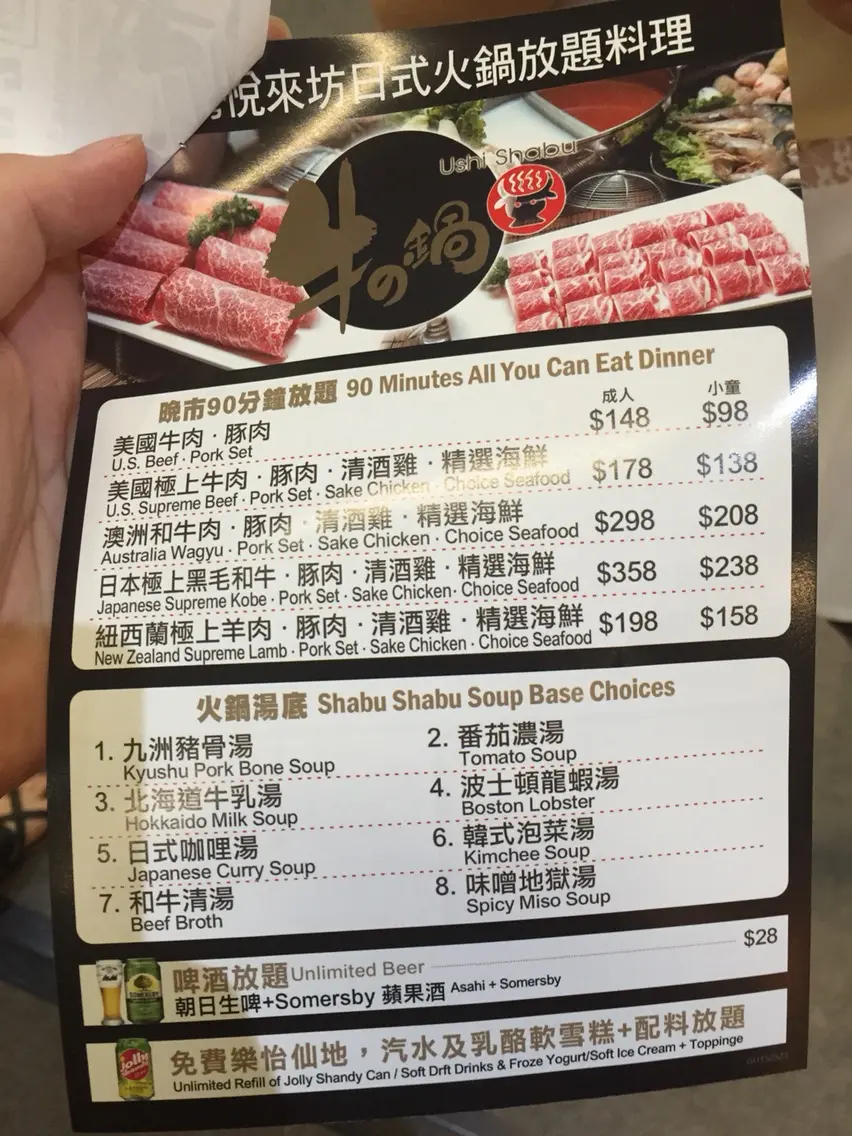 悅來坊日式火鍋放題料理
Ushi Shabu
牛の鍋
晚市90分鐘放題 90 Minutes All You Can Eat Dinner
成人 小童
美國牛肉·豚肉 $148 $98
U.S. Beef · Pork Set
美國極上牛肉·豚肉·清酒雞·精選海鮮 $178 $138
U.S. Supreme Beef · Pork Set · Sake Chicken · Choice Seafood
澳洲和牛肉·豚肉·清酒雞·精選海鮮 $298 $208
Australia Wagyu · Pork Set · Sake Chicken · Choice Seafood
日本極上黑毛和牛·豚肉·清酒雞·精選海鮮 $358 $238
Japanese Supreme Kobe · Pork Set · Sake Chicken · Choice Seafood
紐西蘭極上羊肉·豚肉·清酒雞·精選海鮮 $198 $158
New Zealand Supreme Lamb · Pork Set · Sake Chicken · Choice Seafood
火鍋湯底 Shabu Shabu Soup Base Choices
1. 九洲豬骨湯
Kyushu Pork Bone Soup
2. 番茄濃湯
Tomato Soup
3. 北海道牛乳湯
Hokkaido Milk Soup
4. 波士頓龍蝦湯
Boston Lobster
5. 日式咖哩湯
Japanese Curry Soup
6. 韓式泡菜湯
Kimchee Soup
7. 和牛清湯
Beef Broth
8. 味噌地獄湯
Spicy Miso Soup
啤酒放題 Unlimited Beer $28
朝日生啤+Somersby 蘋果酒 Asahi + Somersby
SOMERSBY
Jolly Shandy
免費樂怡仙地，汽水及乳酪軟雪糕+配料放題
Unlimited Refill of Jolly Shandy Can / Soft Drft Drinks & Froze Yogurt/Soft Ice Cream + Toppinge